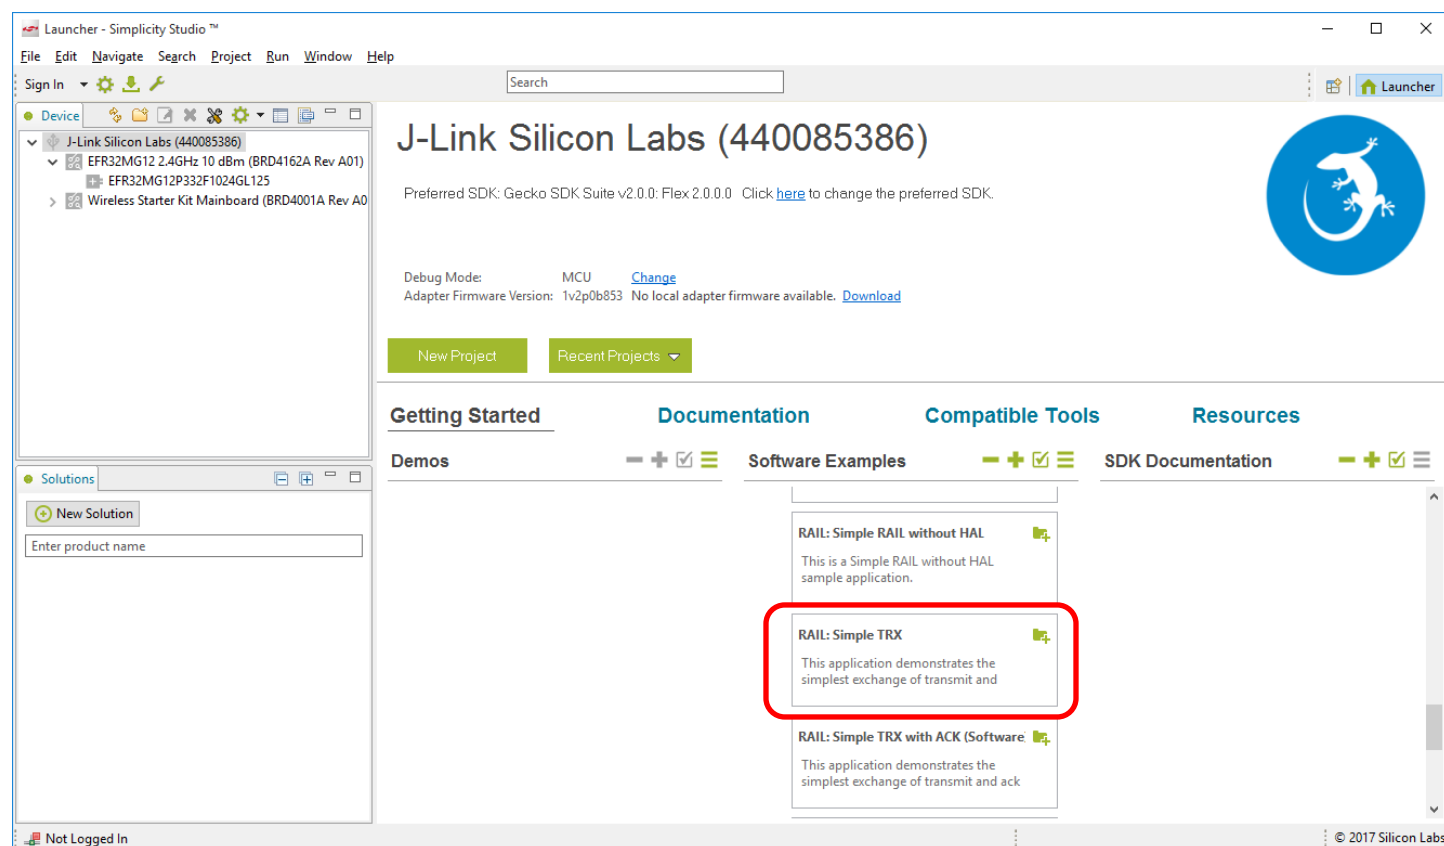 Launcher - Simplicity Studio ™
File Edit Navigate Search Project Run Window Help
Sign In
Search
Launcher
Device
J-Link Silicon Labs (440085386)
EFR32MG12 2.4GHz 10 dBm (BRD4162A Rev A01)
EFR32MG12P332F1024GL125
Wireless Starter Kit Mainboard (BRD4001A Rev A0
J-Link Silicon Labs (440085386)
Preferred SDK: Gecko SDK Suite v2.0.0: Flex 2.0.0.0 Click here to change the preferred SDK.
Debug Mode: MCU Change
Adapter Firmware Version: 1v2p0b853 No local adapter firmware available. Download
New Project Recent Projects
Getting Started Documentation Compatible Tools Resources
Demos Software Examples SDK Documentation
Solutions
New Solution
Enter product name
RAIL: Simple RAIL without HAL
This is a Simple RAIL without HAL
sample application.
RAIL: Simple TRX
This application demonstrates the
simplest exchange of transmit and
RAIL: Simple TRX with ACK (Software
This application demonstrates the
simplest exchange of transmit and ack
Not Logged In
© 2017 Silicon Labs